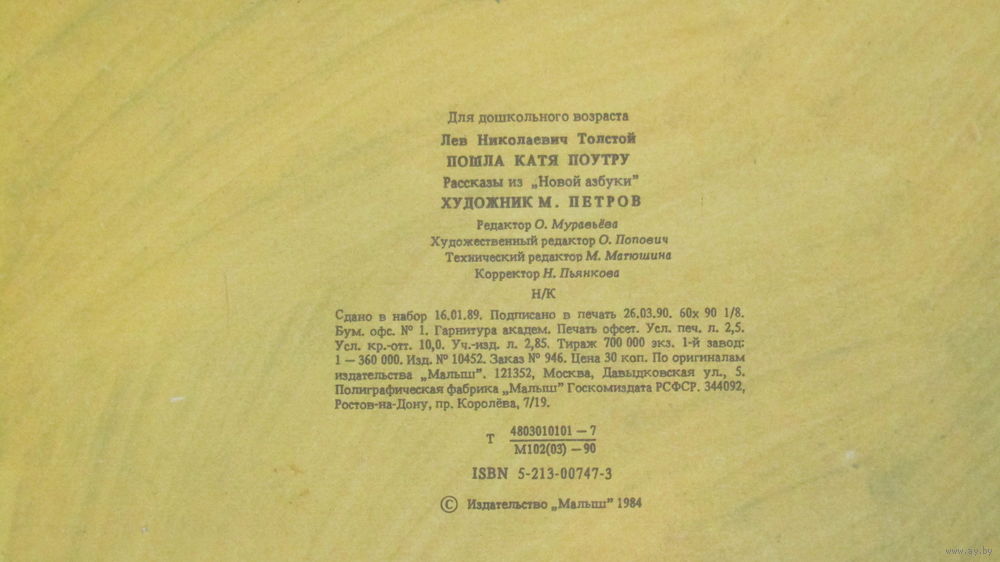 Для дошкольного возраста
Лев Николаевич Толстой
ПОШЛА КАТЯ ПОУТРУ
Рассказы из „Новой азбуки"
ХУДОЖНИК М. ПЕТРОВ
Редактор О. Муравьёва
Художественный редактор О. Попович
Технический редактор М. Матюшина
Корректор Н. Пьянкова
Н/К
Сдано в набор 16.01.89. Подписано в печать 26.03.90. 60х 90 1/8.
Бум. офс. № 1. Гарнитура академ. Печать офсет. Усл. печ. л. 2,5.
Усл. кр.-отт. 10,0. Уч.-изд. л. 2,85. Тираж 700 000 экз. 1-й завод:
1 — 360 000. Изд. № 10452. Заказ № 946. Цена 30 коп. По оригиналам
издательства „Малыш". 121352, Москва, Давыдковская ул., 5.
Полиграфическая фабрика „Малыш" Госкомиздата РСФСР. 344092,
Ростов-на-Дону, пр. Королёва, 7/19.
Т 4803010101 — 7
М102(03) — 90
ISBN 5-213-00747-3
© Издательство „Малыш" 1984
www.ay.by